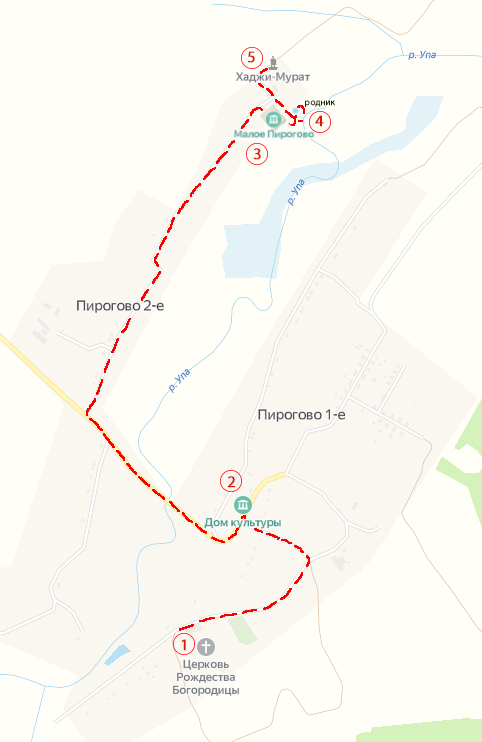 5
р. Упа
Хаджи-Мурат
родник
4
Малое Пирогово
3
р. Упа
Пирогово 2-е
р. Упа
Пирогово 1-е
2
Дом культуры
1
Церковь
Рождества
Богородицы